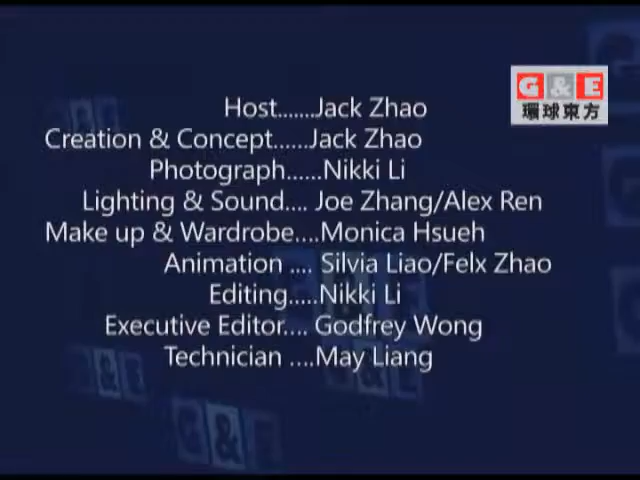 G&E
環球東方
Host.......Jack Zhao
Creation & Concept......Jack Zhao
Photograph......Nikki Li
Lighting & Sound.... Joe Zhang/Alex Ren
Make up & Wardrobe....Monica Hsueh
Animation .... Silvia Liao/Felx Zhao
Editing.....Nikki Li
Executive Editor.... Godfrey Wong
Technician ....May Liang
G&E
G&E
G&E